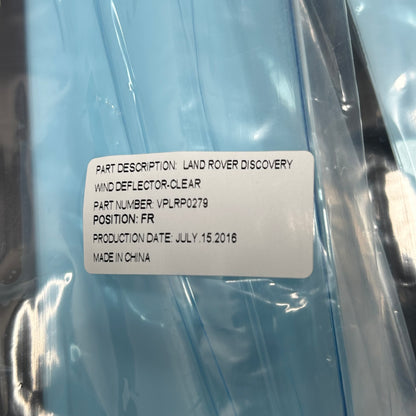 PART DESCRIPTION: LAND ROVER DISCOVERY
WIND DEFLECTOR-CLEAR
PART NUMBER: VPLRP0279
POSITION: FR
PRODUCTION DATE: JULY.15.2016
MADE IN CHINA